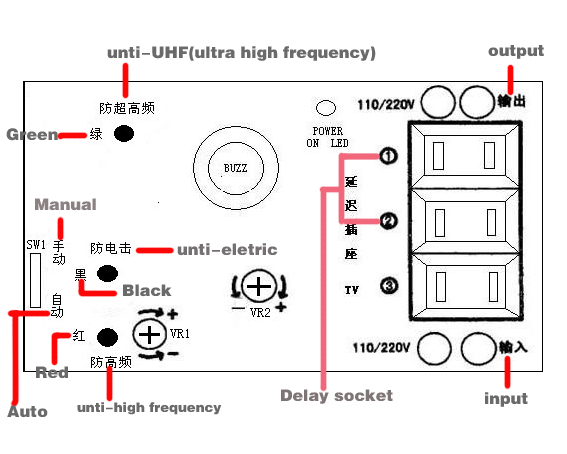 unti-UHF(ultra high frequency)
output
防超高频
110/220V
输出
Green
绿
POWER
ON LED
BUZZ
①
延
迟
插
座
②
Manual
SW1
手
动
防电击
unti-eletric
黑
Black
③
TV
自
动
VR2
- +
红
+
VR1
-
110/220V
输入
Red
防高频
Auto
unti-high frequency
Delay socket
input